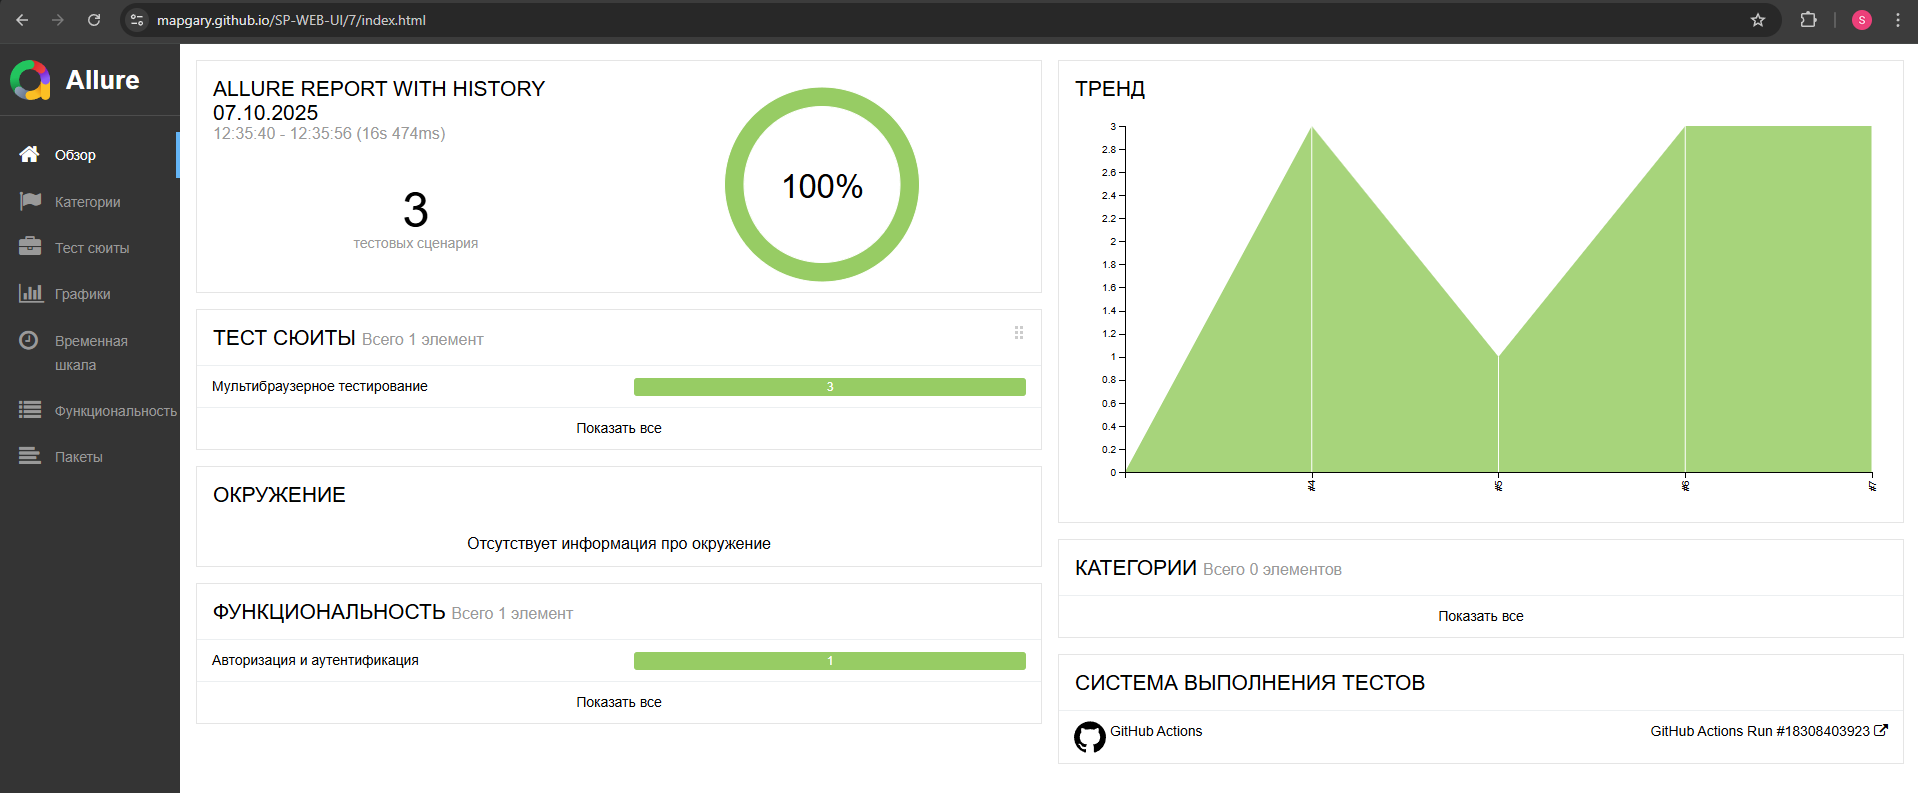 mapgary.github.io/SP-WEB-UI/7/index.html
S
Allure
Обзор
Категории
Тест сюиты
Графики
Временная
шкала
Функциональность
Пакеты
ALLURE REPORT WITH HISTORY
07.10.2025
12:35:40 - 12:35:56 (16s 474ms)
3
тестовых сценария
100%
ТЕСТ СЮИТЫ Всего 1 элемент
Мультибраузерное тестирование 3
Показать все
ОКРУЖЕНИЕ
Отсутствует информация про окружение
ФУНКЦИОНАЛЬНОСТЬ Всего 1 элемент
Авторизация и аутентификация 1
Показать все
ТРЕНД
3
2.8
2.6
2.4
2.2
2
1.8
1.6
1.4
1.2
1
0.8
0.6
0.4
0.2
0
#4
#5
#6
#7
КАТЕГОРИИ Всего 0 элементов
Показать все
СИСТЕМА ВЫПОЛНЕНИЯ ТЕСТОВ
GitHub Actions GitHub Actions Run #18308403923